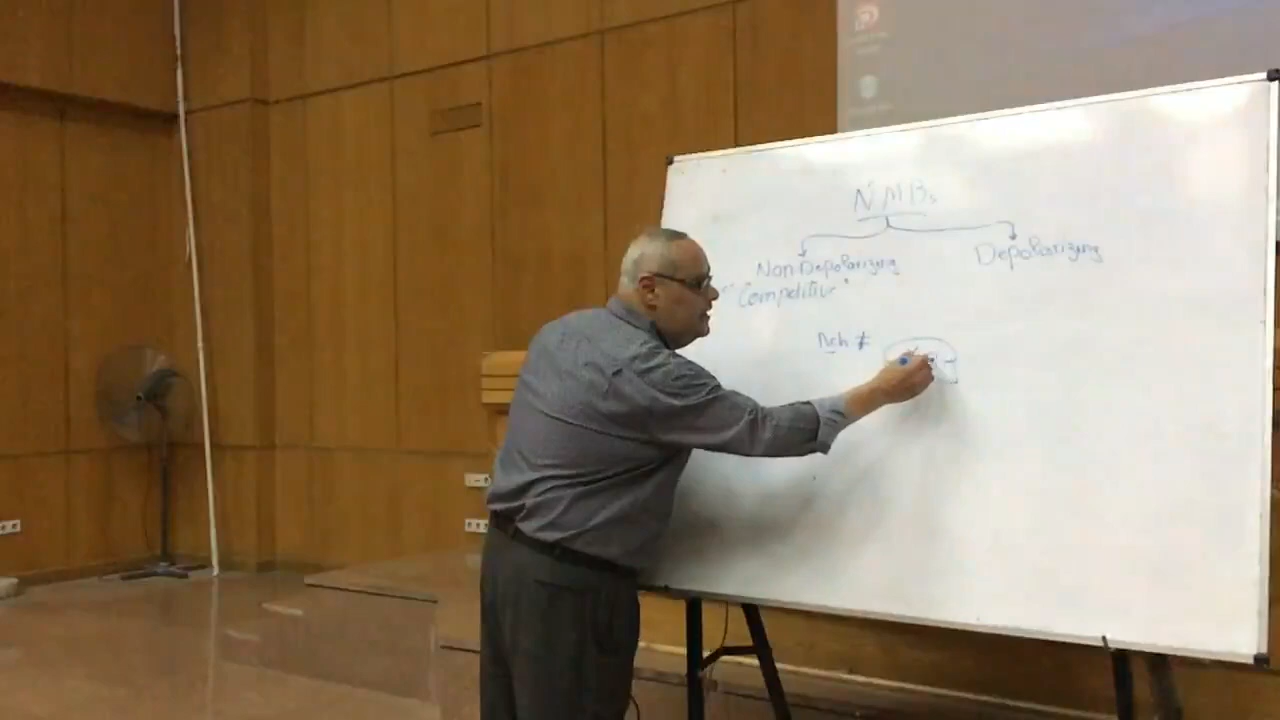 NMBs
Non-Depolarizing
Depolarizing
"Competitive"
Ach ≠